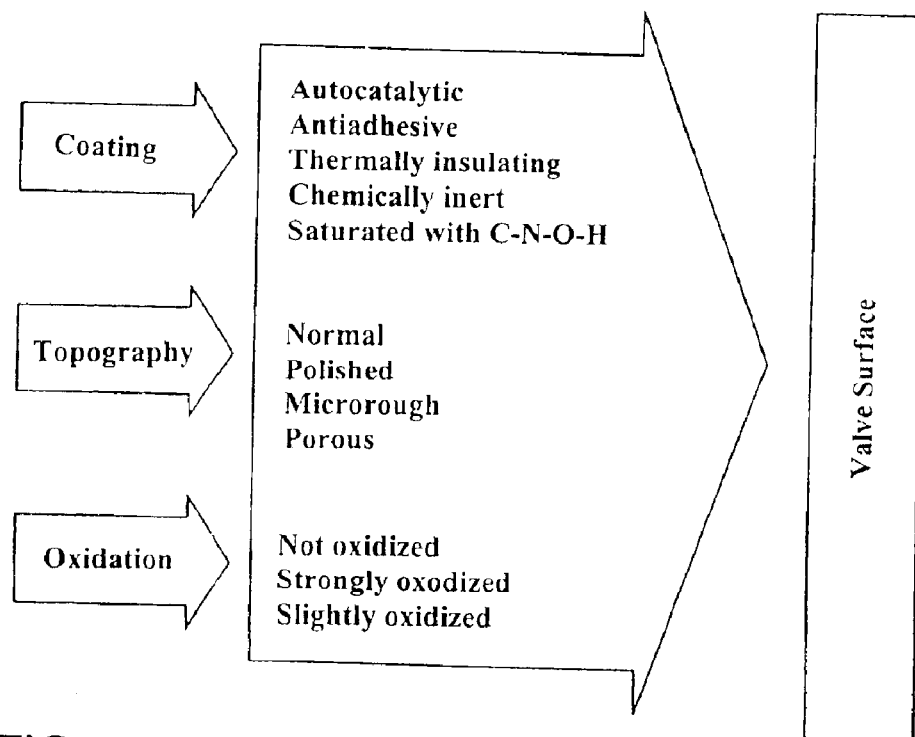 Coating
Autocatalytic
Antiadhesive
Thermally insulating
Chemically inert
Saturated with C-N-O-H
Topography
Normal
Polished
Microrough
Porous
Oxidation
Not oxidized
Strongly oxodized
Slightly oxidized
Valve Surface